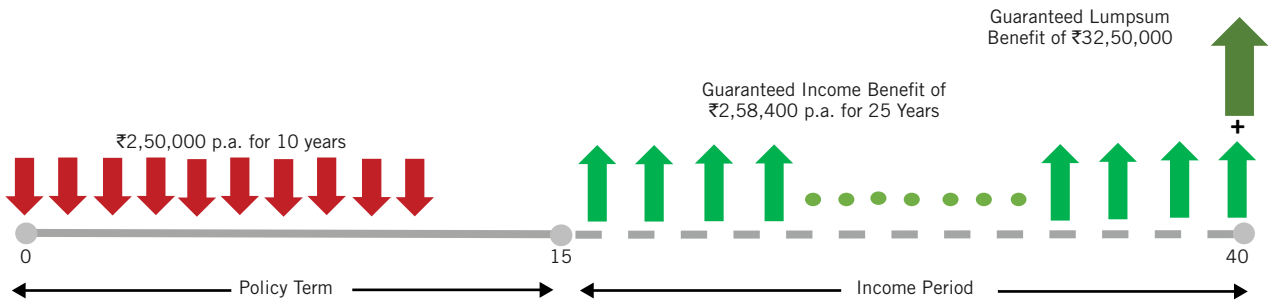 Guaranteed Lumpsum
Benefit of ₹32,50,000
Guaranteed Income Benefit of
₹2,58,400 p.a. for 25 Years
₹2,50,000 p.a. for 10 years
+
0
15
40
Policy Term
Income Period